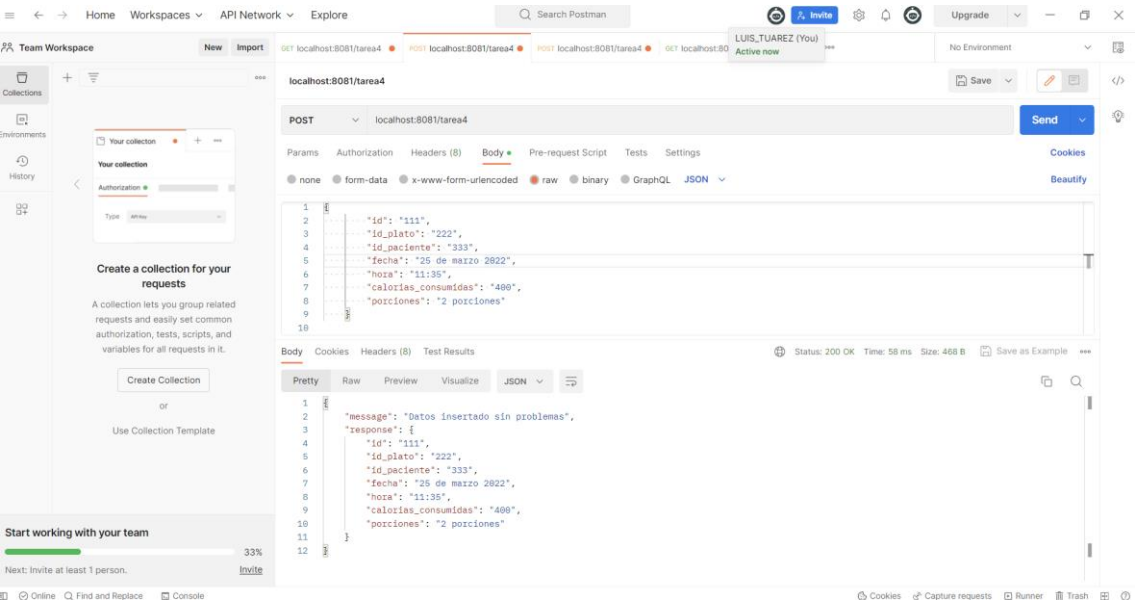 Home Workspaces API Network Explore Search Postman Invite Upgrade
LUIS_TUAREZ (You)
Active now
Team Workspace New Import GET localhost:8081/tarea4 POST localhost:8081/tarea4 POST localhost:8081/tarea4 GET localhost:80 No Environment
Collections
Environments
History
Your collecton
Your collection
Authorization
Type API Key
Create a collection for your
requests
A collection lets you group related
requests and easily set common
authorization, tests, scripts, and
variables for all requests in it.
Create Collection
or
Use Collection Template
Start working with your team
33%
Next: Invite at least 1 person. Invite
localhost:8081/tarea4 Save
POST localhost:8081/tarea4 Send
Params Authorization Headers (8) Body Pre-request Script Tests Settings Cookies
none form-data x-www-form-urlencoded raw binary GraphQL JSON Beautify
1 {
2 "id": "111",
3 "id_plato": "222",
4 "id_paciente": "333",
5 "fecha": "25 de marzo 2022",
6 "hora": "11:35",
7 "calorias_consumidas": "400",
8 "porciones": "2 porciones"
9 }
10
Body Cookies Headers (8) Test Results Status: 200 OK Time: 58 ms Size: 468 B Save as Example
Pretty Raw Preview Visualize JSON
1 {
2 "message": "Datos insertado sin problemas",
3 "response": {
4 "id": "111",
5 "id_plato": "222",
6 "id_paciente": "333",
7 "fecha": "25 de marzo 2022",
8 "hora": "11:35",
9 "calorias_consumidas": "400",
10 "porciones": "2 porciones"
11 }
12 }
Online Find and Replace Console Cookies Capture requests Runner Trash